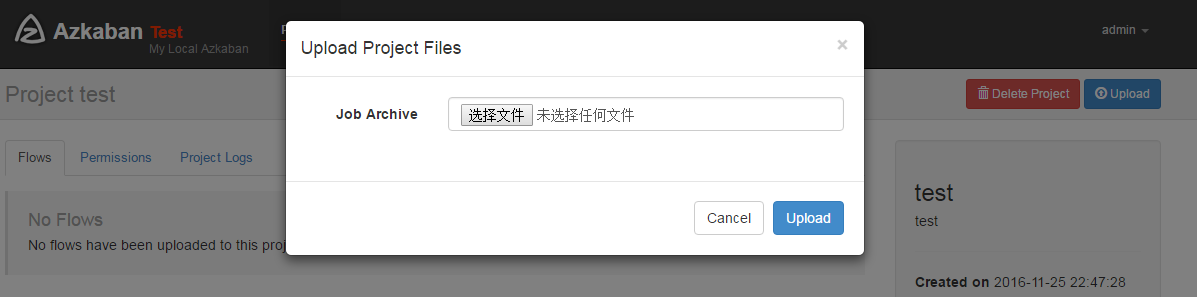 Azkaban Test
My Local Azkaban
P
admin
Upload Project Files
×
Project test
Delete Project
Upload
Job Archive
选择文件 未选择任何文件
Flows
Permissions
Project Logs
No Flows
No flows have been uploaded to this proj
Cancel
Upload
test
test
Created on 2016-11-25 22:47:28